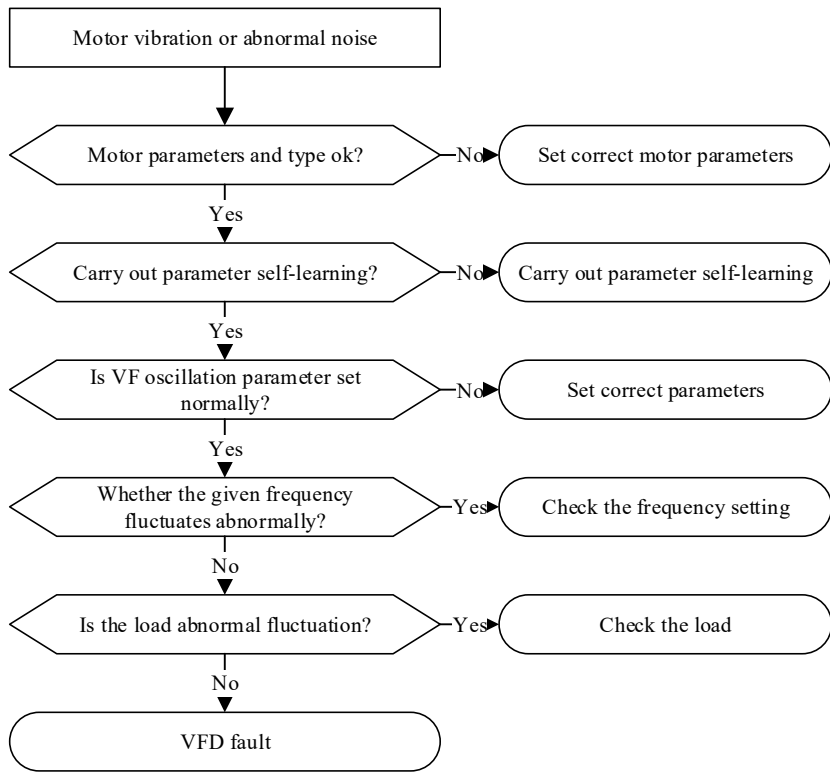 Motor vibration or abnormal noise
Motor parameters and type ok?
No
Set correct motor parameters
Yes
Carry out parameter self-learning?
No
Carry out parameter self-learning
Yes
Is VF oscillation parameter set
normally?
No
Set correct parameters
Yes
Whether the given frequency
fluctuates abnormally?
Yes
Check the frequency setting
No
Is the load abnormal fluctuation?
Yes
Check the load
No
VFD fault